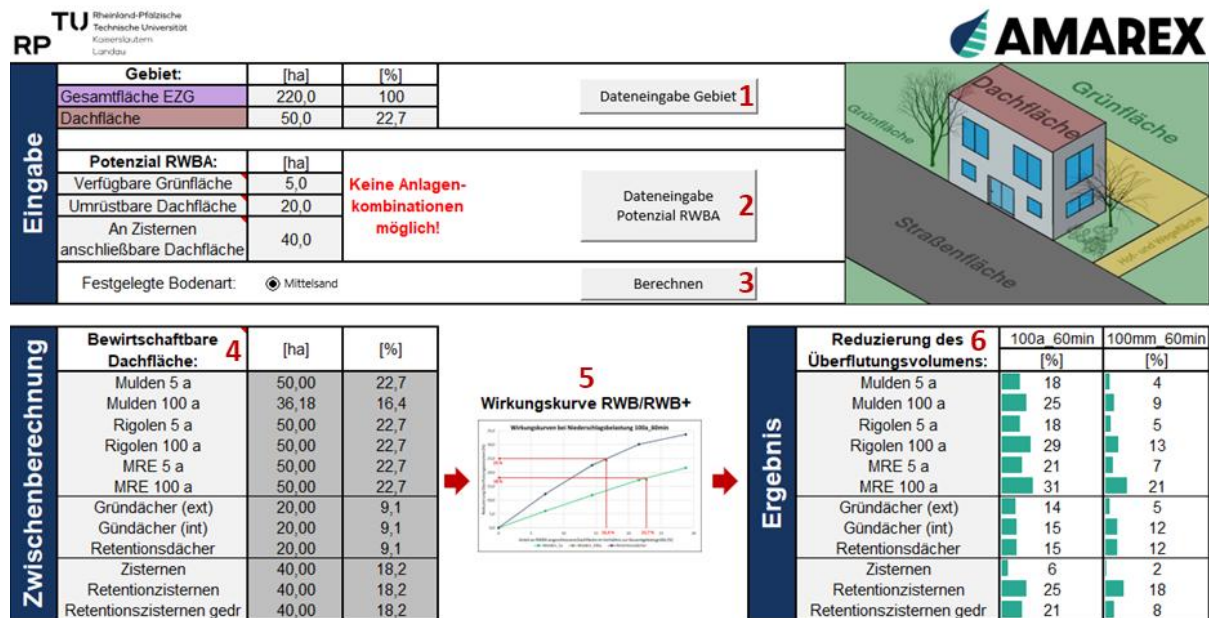 RP TU Rheinland-Pfälzische
Technische Universität
Kaiserslautern
Landau
AMAREX
Eingabe
Gebiet: [ha] [%]
Gesamtfläche EZG 220,0 100
Dachfläche 50,0 22,7
Dateneingabe Gebiet 1
Potenzial RWBA: [ha]
Verfügbare Grünfläche 5,0
Umrüstbare Dachfläche 20,0
An Zisternen
anschließbare Dachfläche 40,0
Keine Anlagen-
kombinationen
möglich!
Dateneingabe
Potenzial RWBA 2
Festgelegte Bodenart: Mittelsand
Berechnen 3
Grünfläche
Dachfläche
Grünfläche
Straßenfläche
Hof- und Wegefläche
Zwischenberechnung
Bewirtschaftbare
Dachfläche: 4 [ha] [%]
Mulden 5 a 50,00 22,7
Mulden 100 a 36,18 16,4
Rigolen 5 a 50,00 22,7
Rigolen 100 a 50,00 22,7
MRE 5 a 50,00 22,7
MRE 100 a 50,00 22,7
Gründächer (ext) 20,00 9,1
Gündächer (int) 20,00 9,1
Retentionsdächer 20,00 9,1
Zisternen 40,00 18,2
Retentionzisternen 40,00 18,2
Retentionszisternen gedr 40,00 18,2
5
Wirkungskurve RWB/RWB+
Wirkungskurven bei Niederschlagsbelastung 100a_60min
Ergebnis
Reduzierung des 6 100a_60min 100mm_60min
Überflutungsvolumens: [%] [%]
Mulden 5 a 18 4
Mulden 100 a 25 9
Rigolen 5 a 18 5
Rigolen 100 a 29 13
MRE 5 a 21 7
MRE 100 a 31 21
Gründächer (ext) 14 5
Gündächer (int) 15 12
Retentionsdächer 15 12
Zisternen 6 2
Retentionzisternen 25 18
Retentionszisternen gedr 21 8